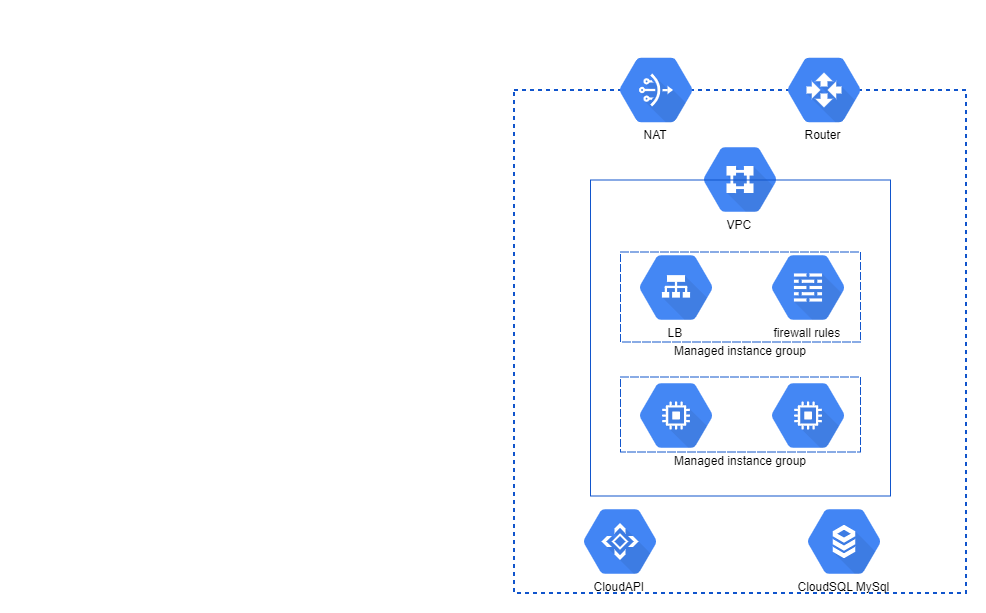 NAT
Router
VPC
LB
firewall rules
Managed instance group
Managed instance group
CloudAPI
CloudSQL MySql